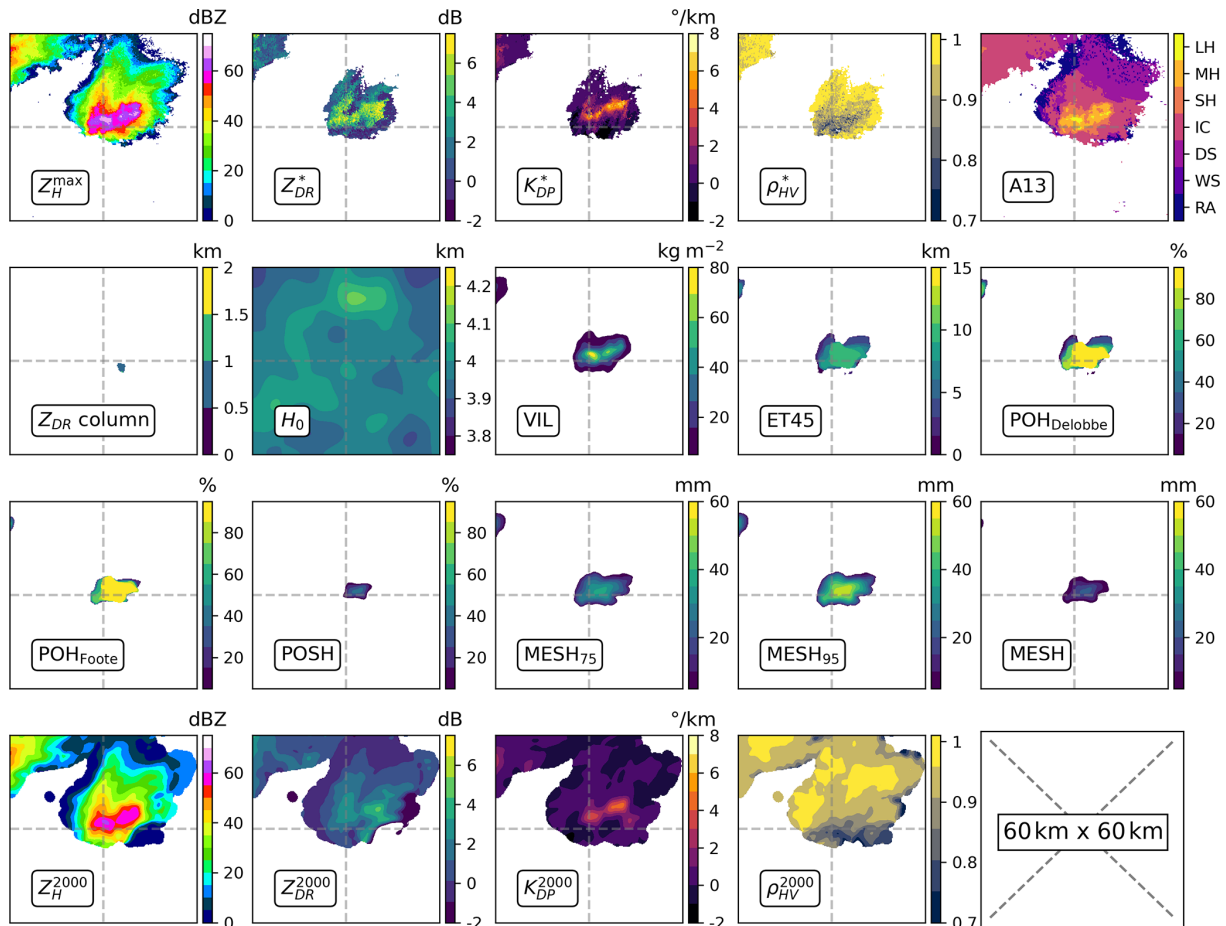 dBZ
60
40
20
0
Z_H^max
dB
6
4
2
0
-2
Z_DR^*
°/km
8
6
4
2
0
-2
K_DP^*
1
0.9
0.8
0.7
ρ_HV^*
LH
MH
SH
IC
DS
WS
RA
A13
km
2
1.5
1
0.5
0
Z_DR column
km
4.2
4.1
4
3.9
3.8
H_0
kg m^−2
80
60
40
20
VIL
km
15
10
5
0
ET45
%
80
60
40
20
POH_Delobbe
%
80
60
40
20
POH_Foote
%
80
60
40
20
POSH
mm
60
40
20
MESH_75
mm
60
40
20
MESH_95
mm
60
40
20
MESH
dBZ
60
40
20
0
Z_H^2000
dB
6
4
2
0
-2
Z_DR^2000
°/km
8
6
4
2
0
-2
K_DP^2000
1
0.9
0.8
0.7
ρ_HV^2000
60 km x 60 km